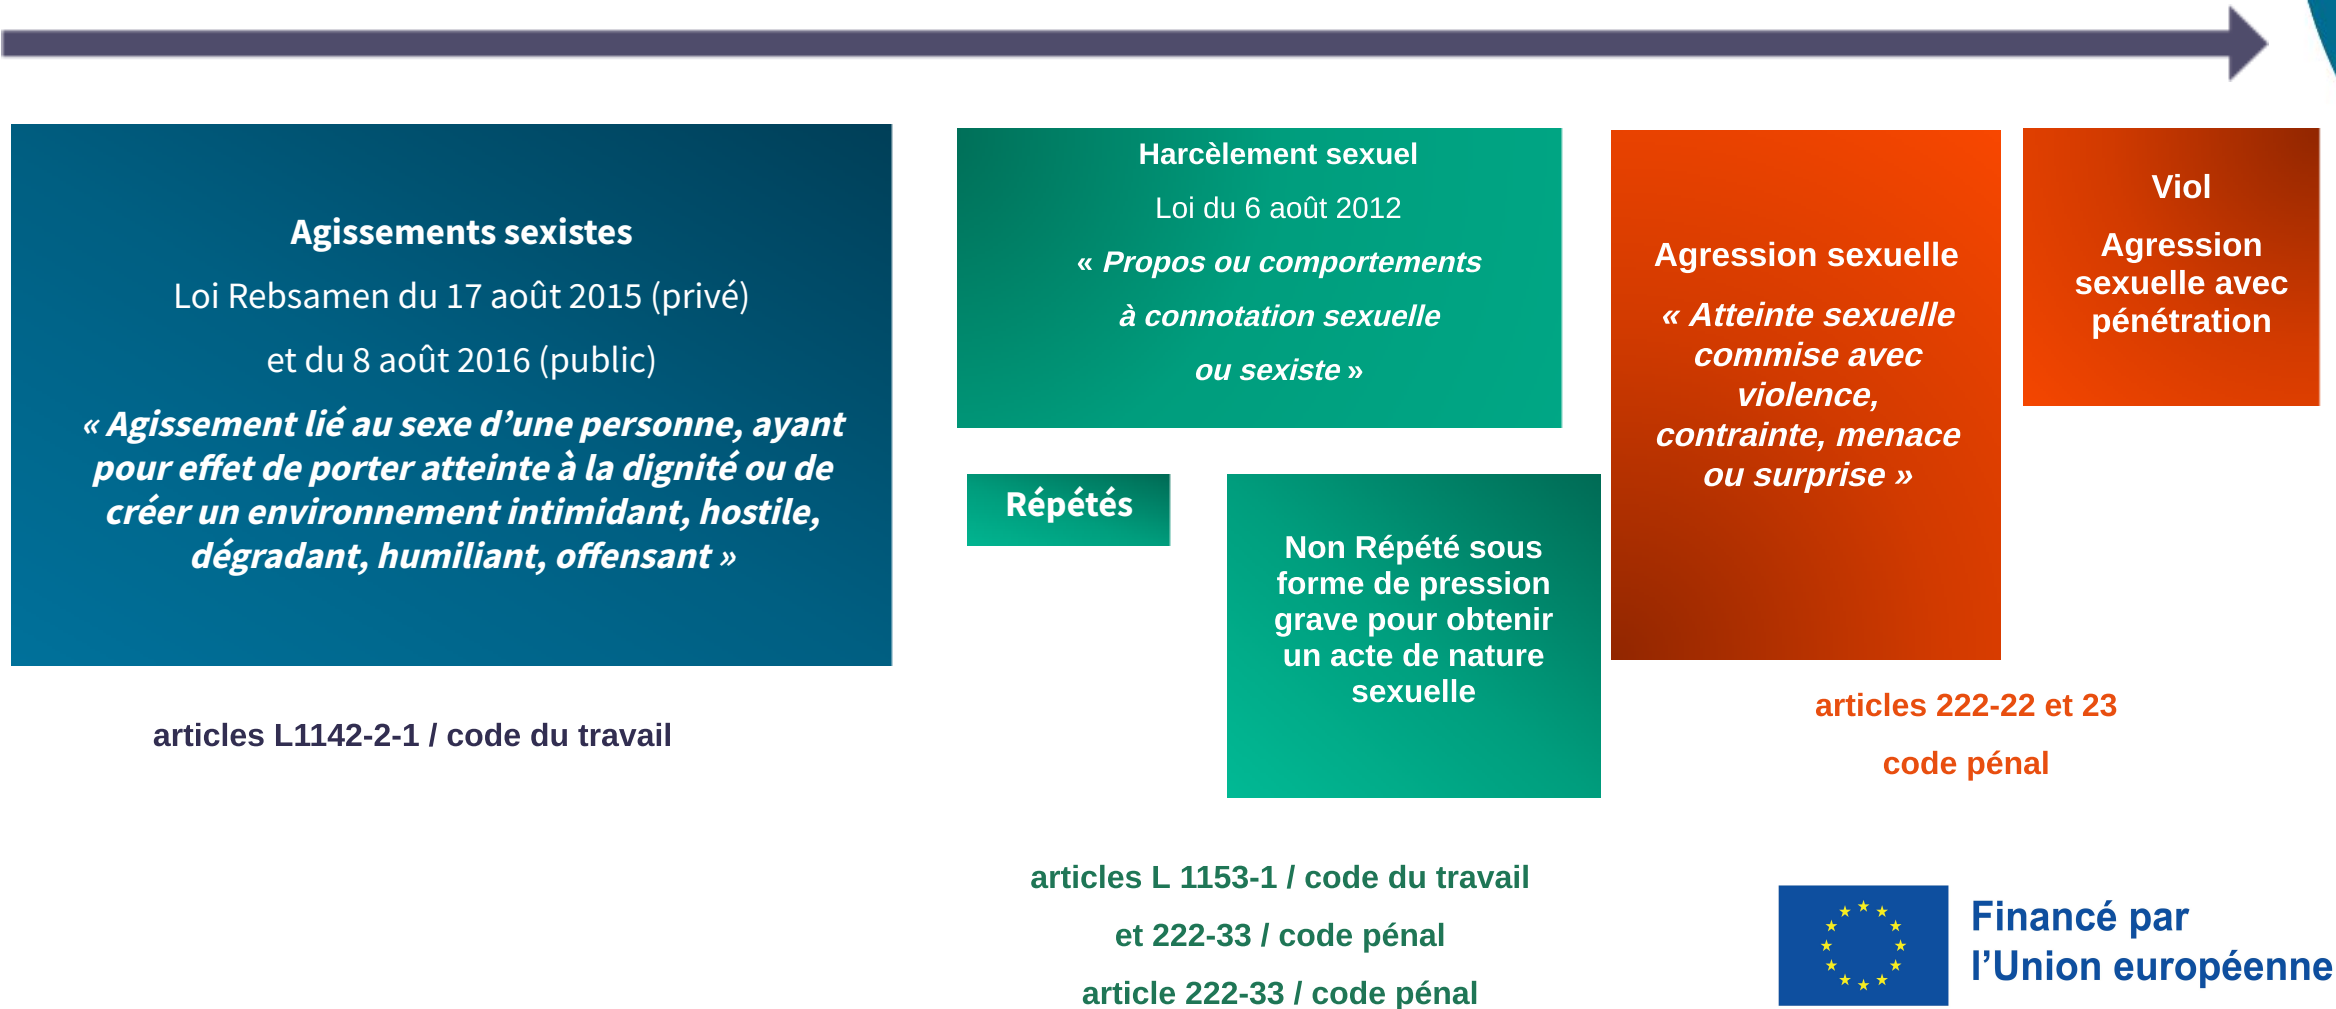 Agissements sexistes
Loi Rebsamen du 17 août 2015 (privé)
et du 8 août 2016 (public)
« Agissement lié au sexe d’une personne, ayant
pour effet de porter atteinte à la dignité ou de
créer un environnement intimidant, hostile,
dégradant, humiliant, offensant »
articles L1142-2-1 / code du travail
Harcèlement sexuel
Loi du 6 août 2012
« Propos ou comportements
à connotation sexuelle
ou sexiste »
Répétés
Non Répété sous
forme de pression
grave pour obtenir
un acte de nature
sexuelle
articles L 1153-1 / code du travail
et 222-33 / code pénal
article 222-33 / code pénal
Agression sexuelle
« Atteinte sexuelle
commise avec
violence,
contrainte, menace
ou surprise »
Viol
Agression
sexuelle avec
pénétration
articles 222-22 et 23
code pénal
Financé par
l’Union européenne